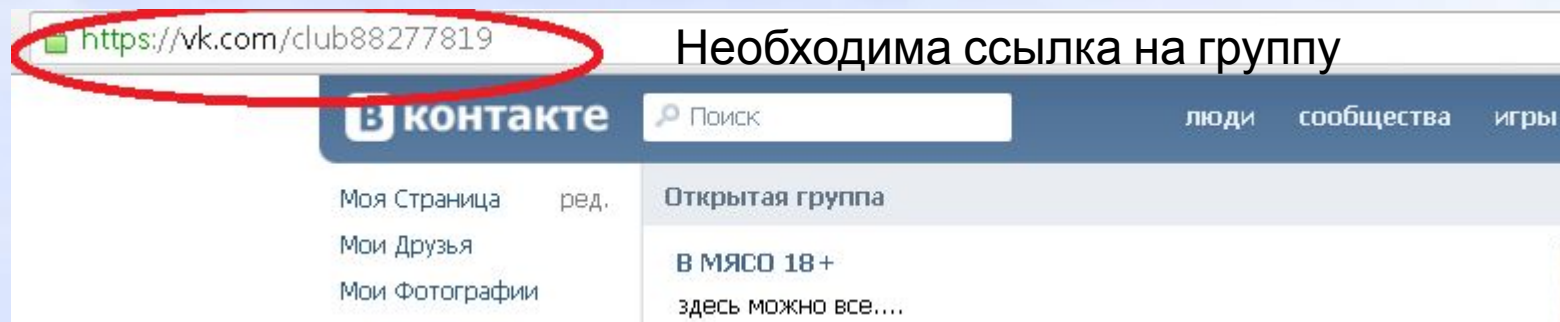 https://vk.com/club88277819
Необходима ссылка на группу
В контакте
Поиск
люди сообщества игры
Моя Страница ред.
Открытая группа
Мои Друзья
В МЯСО 18+
Мои Фотографии
здесь можно все....